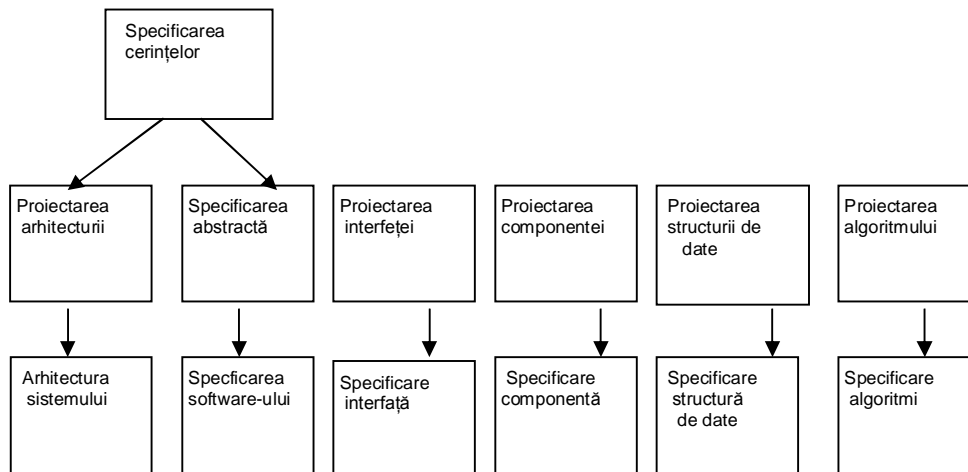 Specificarea
cerințelor
Proiectarea
arhitecturii
Specificarea
abstractă
Proiectarea
interfeței
Proiectarea
componentei
Proiectarea
structurii de
date
Proiectarea
algoritmului
Arhitectura
sistemului
Specficarea
software-ului
Specificare
interfață
Specificare
componentă
Specificare
structură
de date
Specificare
algoritmi